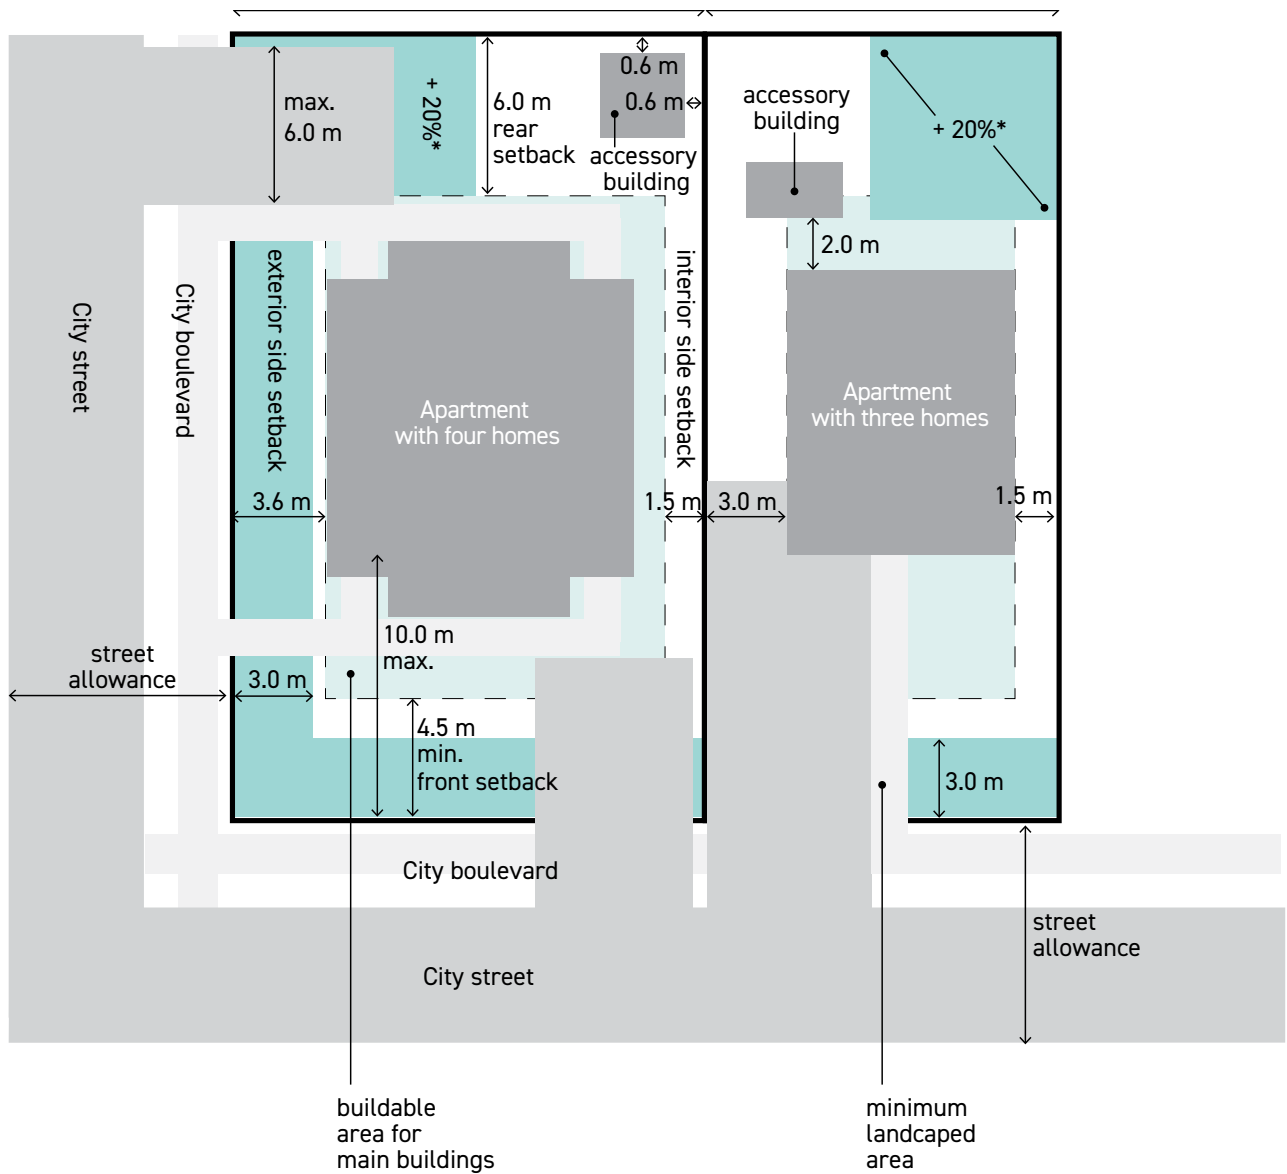 max.
6.0 m
+ 20%*
6.0 m
rear
setback
0.6 m
0.6 m
accessory
building
accessory
building
+ 20%*
2.0 m
City street
City boulevard
exterior side setback
interior side setback
Apartment
with four homes
Apartment
with three homes
3.6 m
1.5 m
3.0 m
1.5 m
street
allowance
3.0 m
10.0 m
max.
4.5 m
min.
front setback
3.0 m
City boulevard
street
allowance
City street
buildable
area for
main buildings
minimum
landcaped
area